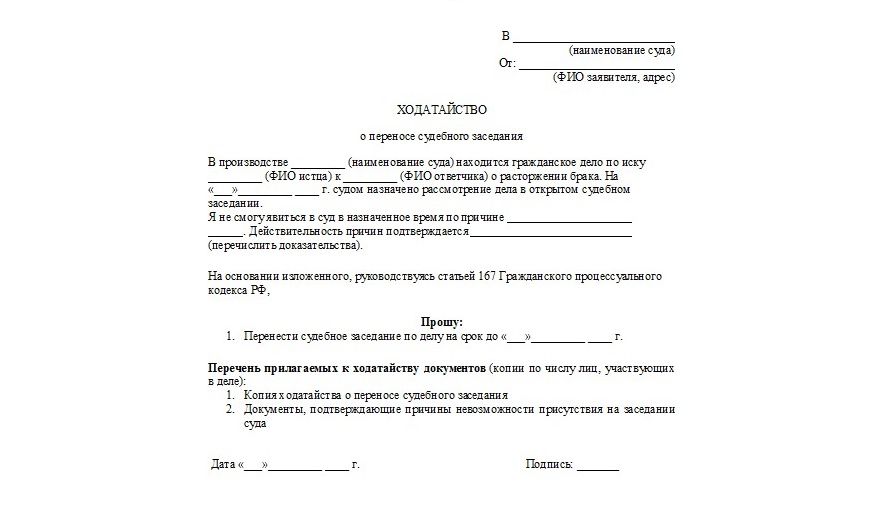 В ___________________________
(наименование суда)
От: __________________________
(ФИО заявителя, адрес)
ХОДАТАЙСТВО
о переносе судебного заседания
В производстве _________ (наименование суда) находится гражданское дело по иску
_________ (ФИО истца) к _________ (ФИО ответчика) о расторжении брака. На
«___»_________ ____ г. судом назначено рассмотрение дела в открытом судебном
заседании.
Я не смогу явиться в суд в назначенное время по причине _____________________
______. Действительность причин подтверждается___________________________
(перечислить доказательства).
На основании изложенного, руководствуясь статьей 167 Гражданского процессуального
кодекса РФ,
Прошу:
1. Перенести судебное заседание по делу на срок до «___»_________ ____ г.
Перечень прилагаемых к ходатайству документов (копии по числу лиц, участвующих
в деле):
1. Копия ходатайства о переносе судебного заседания
2. Документы, подтверждающие причины невозможности присутствия на заседании
суда
Дата «___»_________ ____ г. Подпись: _______